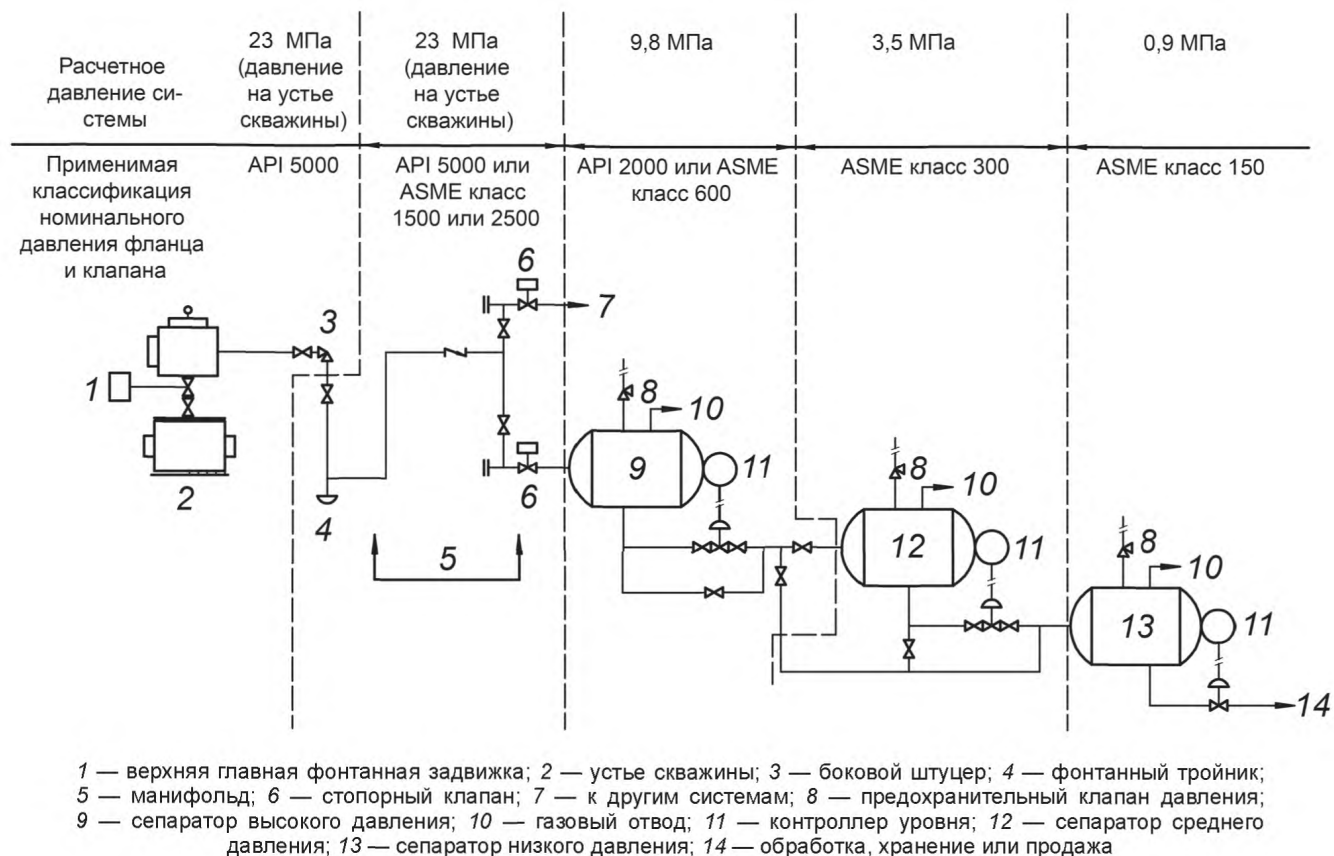 Расчетное
давление си-
стемы
23 МПа
(давление
на устье
скважины)
23 МПа
(давление
на устье
скважины)
9,8 МПа
3,5 МПа
0,9 МПа
Применимая
классификация
номинального
давления фланца
и клапана
API 5000
API 5000 или
ASME класс
1500 или 2500
API 2000 или ASME
класс 600
ASME класс 300
ASME класс 150
6
7
3
1
8
10
9
11
2
4
6
5
8
10
12
11
8
10
13
11
14
1 — верхняя главная фонтанная задвижка; 2 — устье скважины; 3 — боковой штуцер; 4 — фонтанный тройник;
5 — манифольд; 6 — стопорный клапан; 7 — к другим системам; 8 — предохранительный клапан давления;
9 — сепаратор высокого давления; 10 — газовый отвод; 11 — контроллер уровня; 12 — сепаратор среднего
давления; 13 — сепаратор низкого давления; 14 — обработка, хранение или продажа